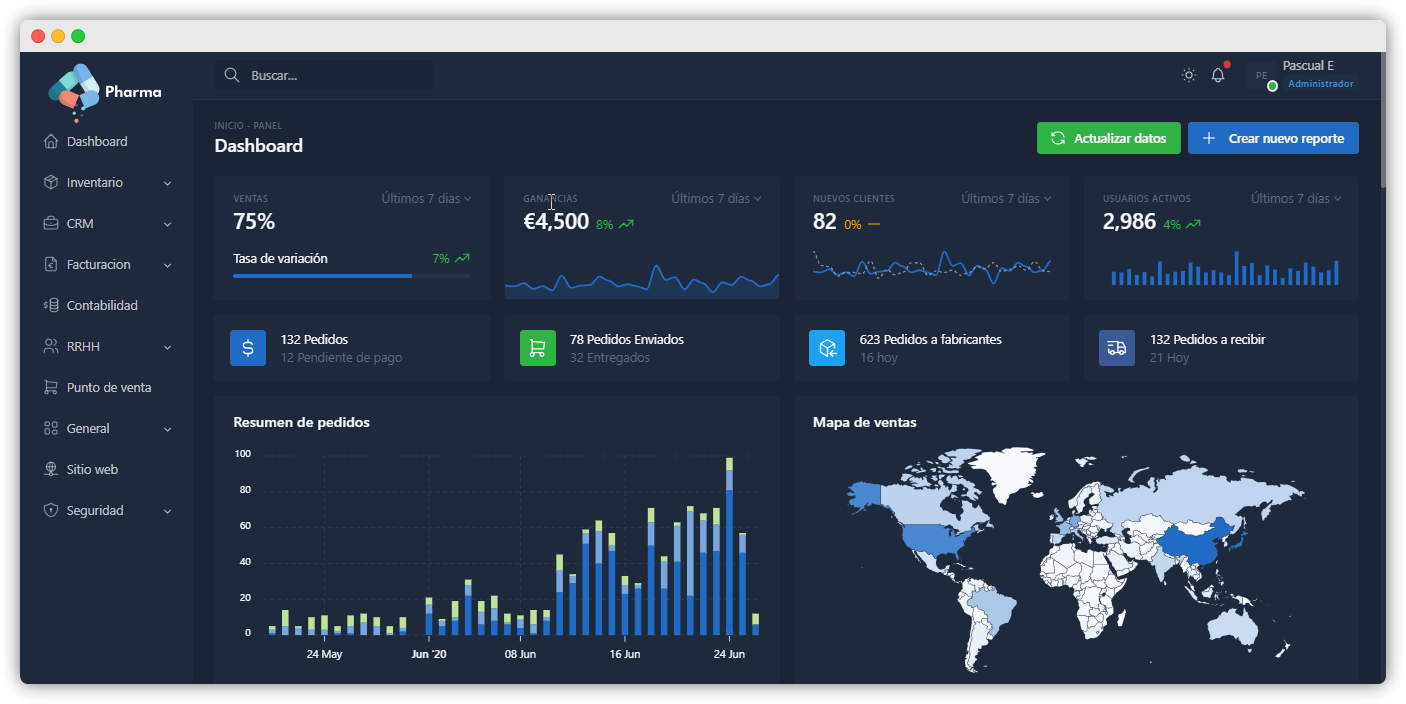 Pharma
Buscar...
PE
Pascual E
Administrador
Dashboard
Inventario
CRM
Facturacion
Contabilidad
RRHH
Punto de venta
General
Sitio web
Seguridad
INICIO - PANEL
Dashboard
Actualizar datos
Crear nuevo reporte
VENTAS
Últimos 7 dias
75%
Tasa de variación
7%
GANANCIAS
Últimos 7 días
€4,500
8%
NUEVOS CLIENTES
Últimos 7 días
82
0%
USUARIOS ACTIVOS
Últimos 7 días
2,986
4%
132 Pedidos
12 Pendiente de pago
78 Pedidos Enviados
32 Entregados
623 Pedidos a fabricantes
16 hoy
132 Pedidos a recibir
21 Hoy
Resumen de pedidos
100
80
60
40
20
0
24 May
Jun '20
08 Jun
16 Jun
24 Jun
Mapa de ventas